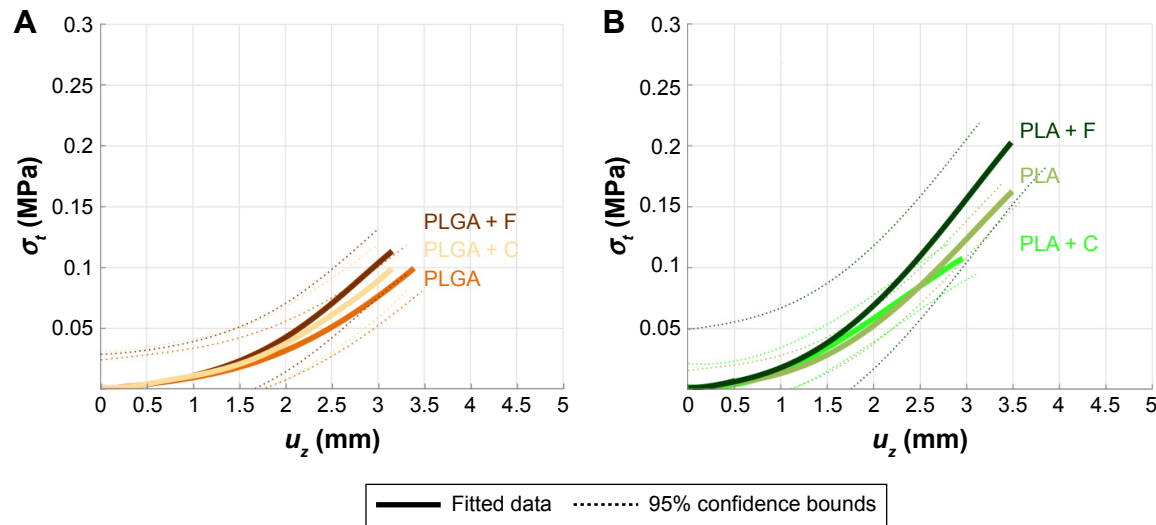 A
0.3
0.25
0.2
0.15
0.1
0.05
σt (MPa)
PLGA + F
PLGA + C
PLGA
0 0.5 1 1.5 2 2.5 3 3.5 4 4.5 5
uz (mm)
B
0.3
0.25
0.2
0.15
0.1
0.05
σt (MPa)
PLA + F
PLA
PLA + C
0 0.5 1 1.5 2 2.5 3 3.5 4 4.5 5
uz (mm)
Fitted data 95% confidence bounds